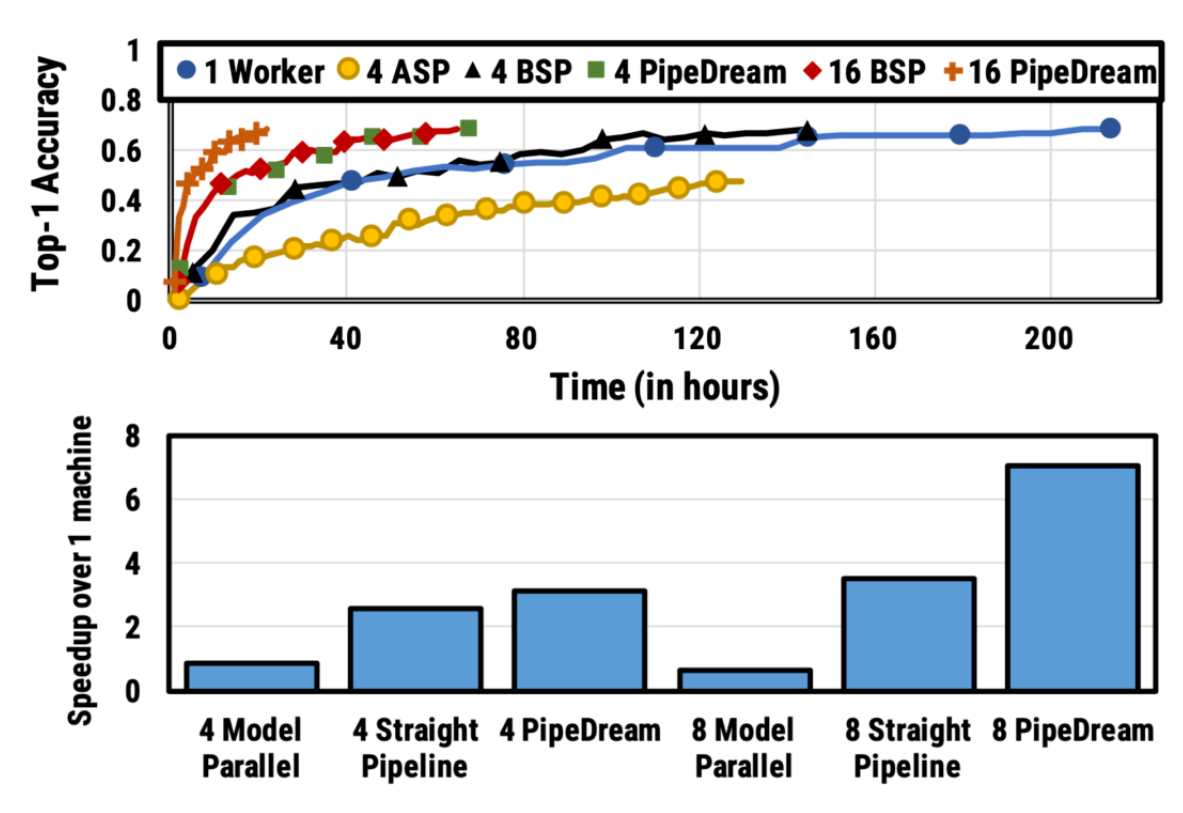 Top-1 Accuracy
1
0.8
0.6
0.4
0.2
0
1 Worker 4 ASP 4 BSP 4 PipeDream 16 BSP 16 PipeDream
0 40 80 120 160 200
Time (in hours)
Speedup over 1 machine
8
6
4
2
0
4 Model Parallel
4 Straight Pipeline
4 PipeDream
8 Model Parallel
8 Straight Pipeline
8 PipeDream